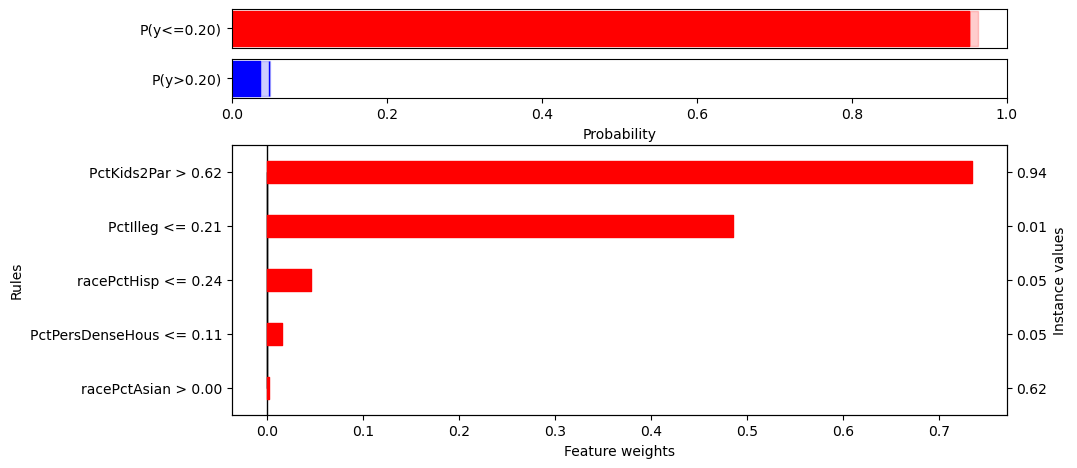 P(y<=0.20)
P(y>0.20)
0.0 0.2 0.4 0.6 0.8 1.0
Probability
PctKids2Par > 0.62 0.94
PctIlleg <= 0.21 0.01
racePctHisp <= 0.24 0.05
PctPersDenseHous <= 0.11 0.05
racePctAsian > 0.00 0.62
Rules
Instance values
0.0 0.1 0.2 0.3 0.4 0.5 0.6 0.7
Feature weights